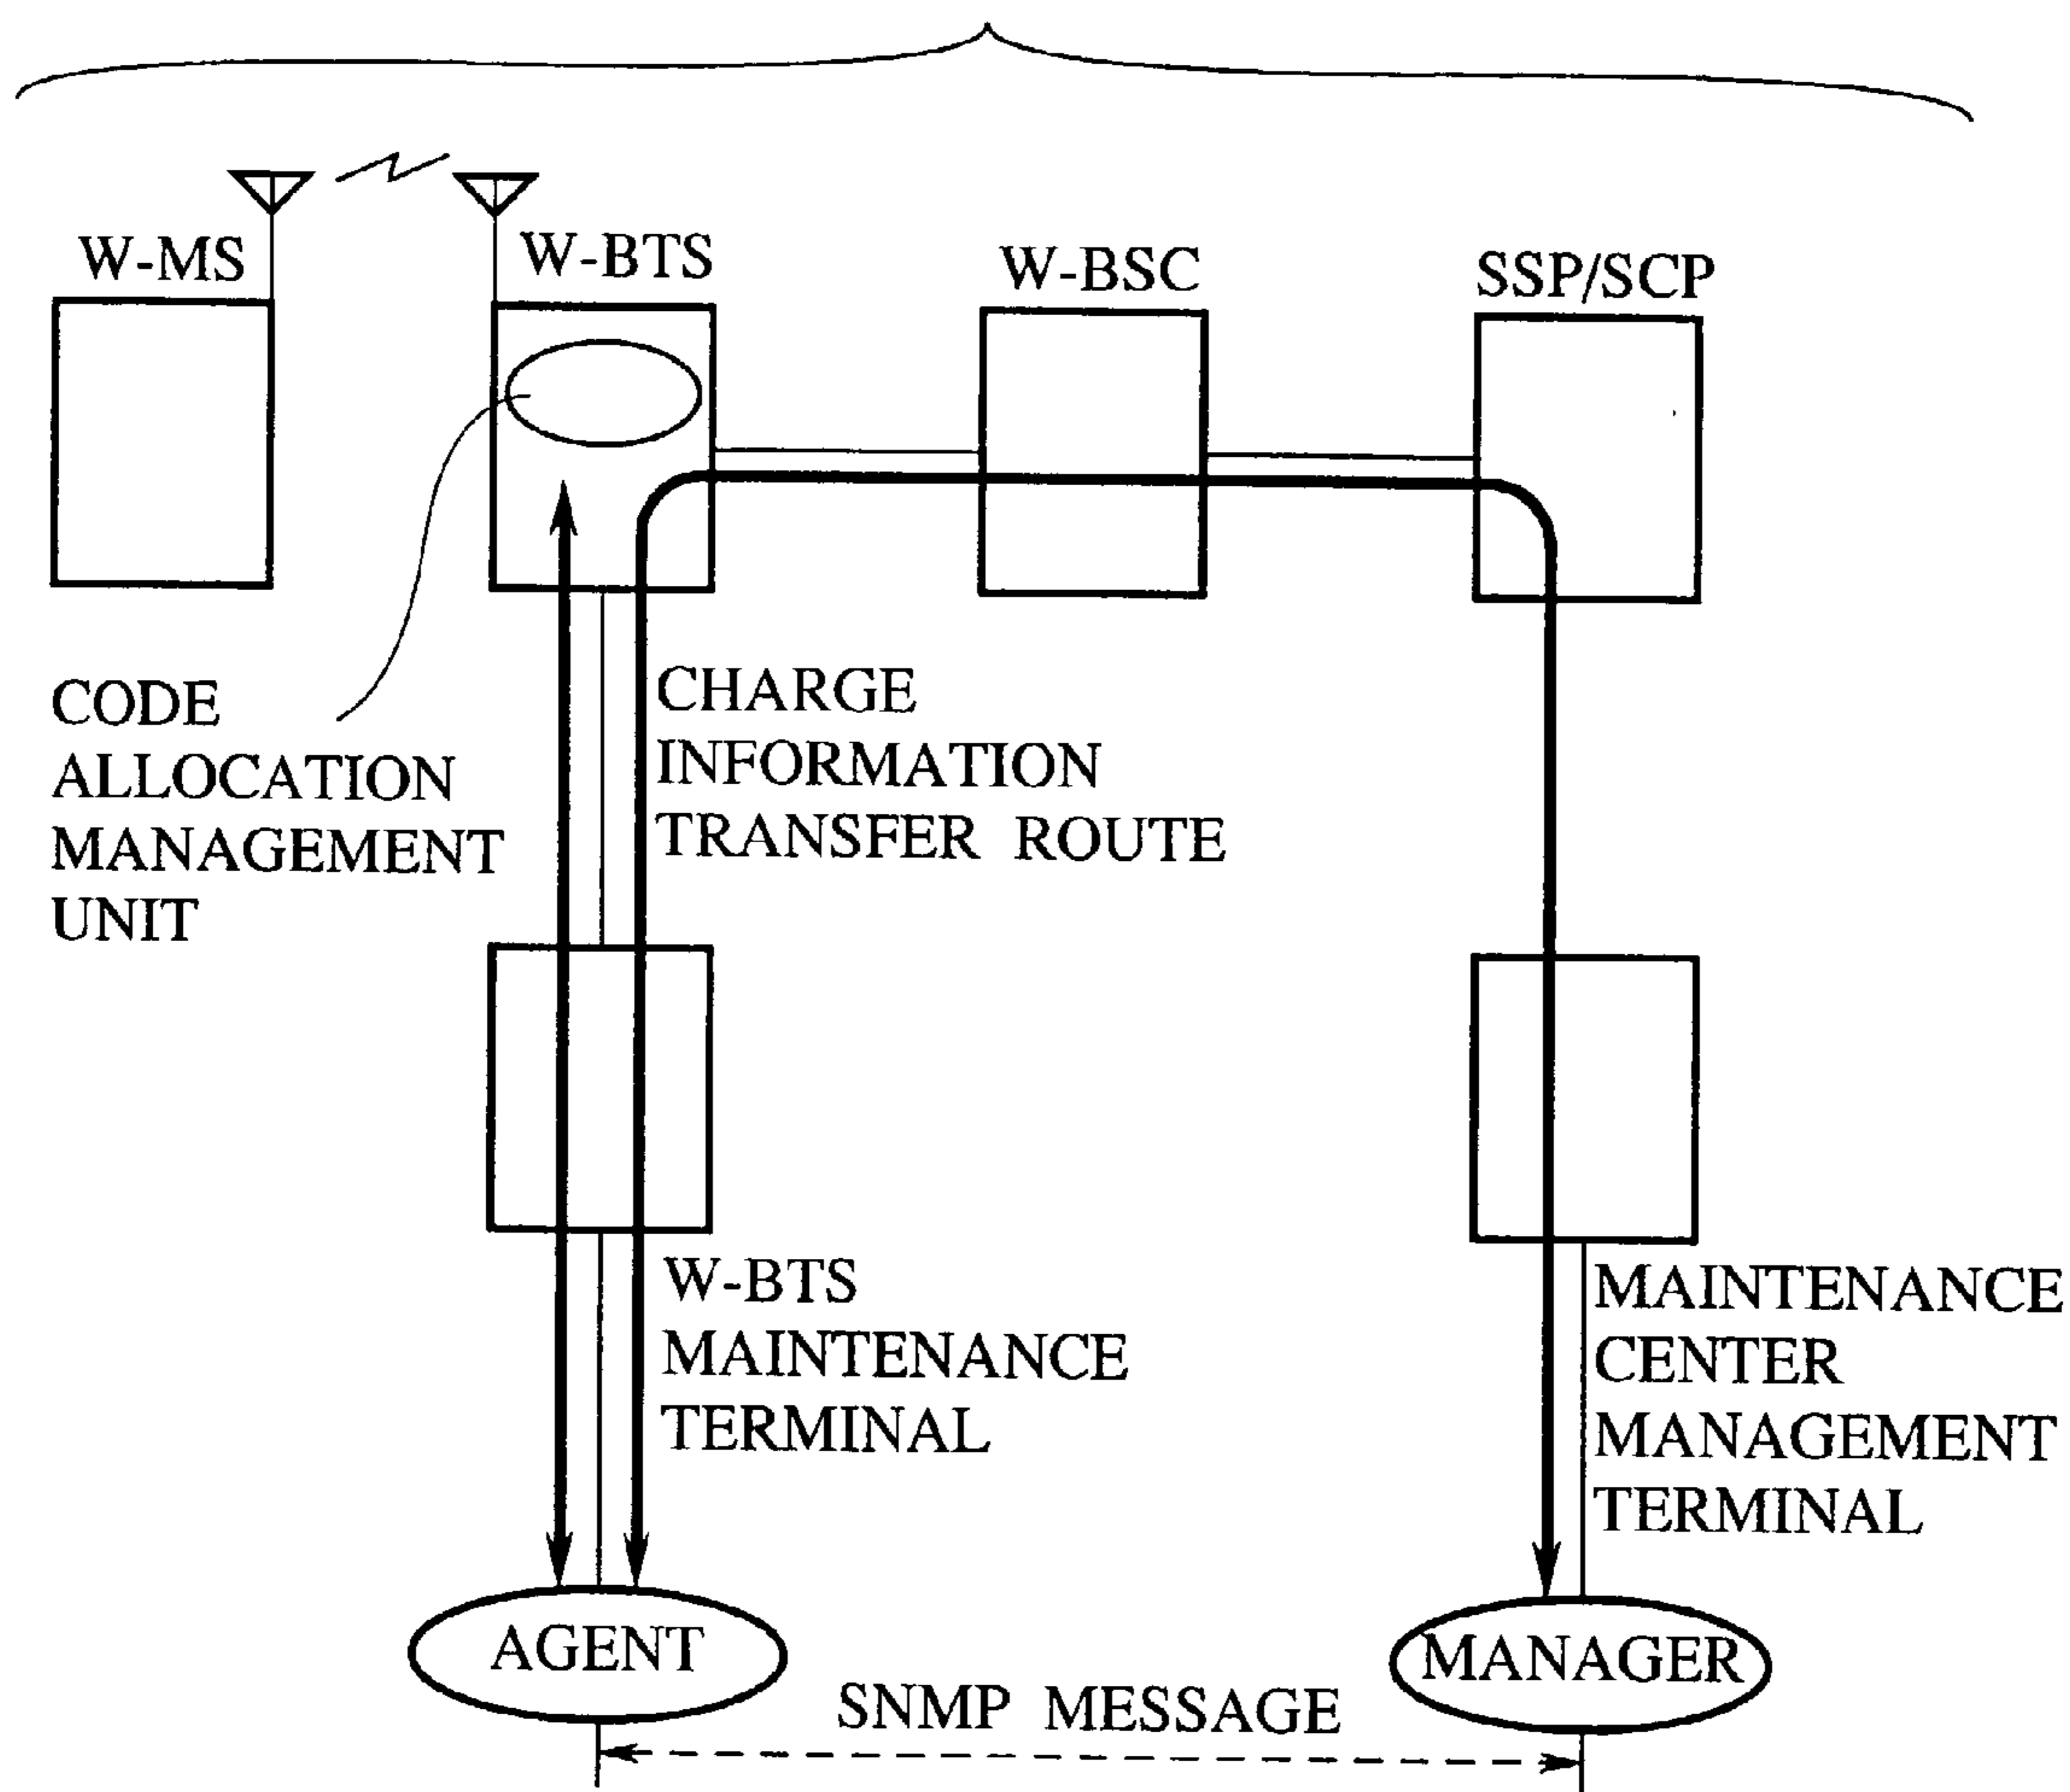 W-MS
W-BTS
W-BSC
SSP/SCP
CODE
ALLOCATION
MANAGEMENT
UNIT
CHARGE
INFORMATION
TRANSFER ROUTE
W-BTS
MAINTENANCE
TERMINAL
MAINTENANCE
CENTER
MANAGEMENT
TERMINAL
AGENT
MANAGER
SNMP MESSAGE